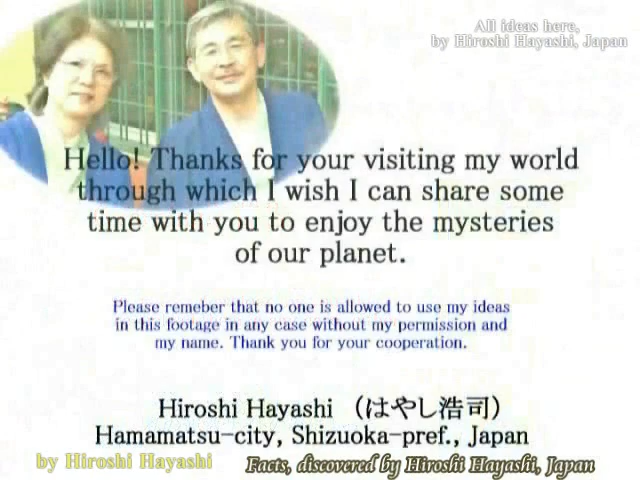 All ideas here,
by Hiroshi Hayashi, Japan
Hello! Thanks for your visiting my world
through which I wish I can share some
time with you to enjoy the mysteries
of our planet.
Please remeber that no one is allowed to use my ideas
in this footage in any case without my permission and
my name. Thank you for your cooperation.
Hiroshi Hayashi （はやし浩司）
Hamamatsu-city, Shizuoka-pref., Japan
by Hiroshi Hayashi
Facts, discovered by Hiroshi Hayashi, Japan